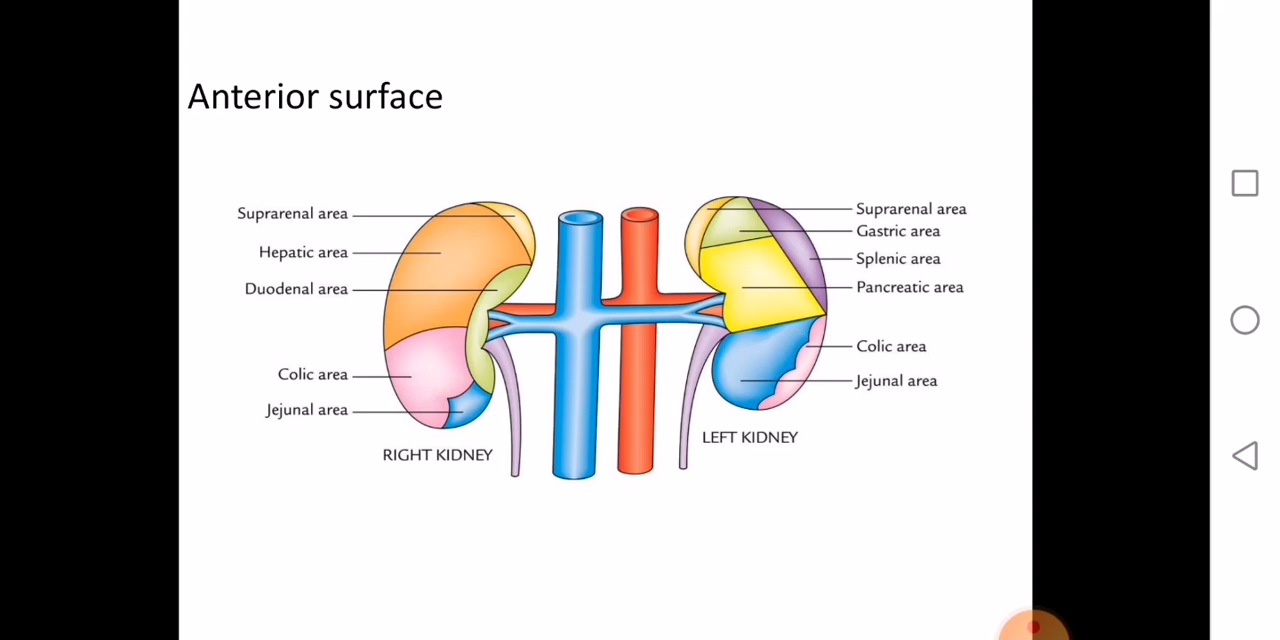 Anterior surface
Suprarenal area
Hepatic area
Duodenal area
Colic area
Jejunal area
RIGHT KIDNEY
Suprarenal area
Gastric area
Splenic area
Pancreatic area
Colic area
Jejunal area
LEFT KIDNEY